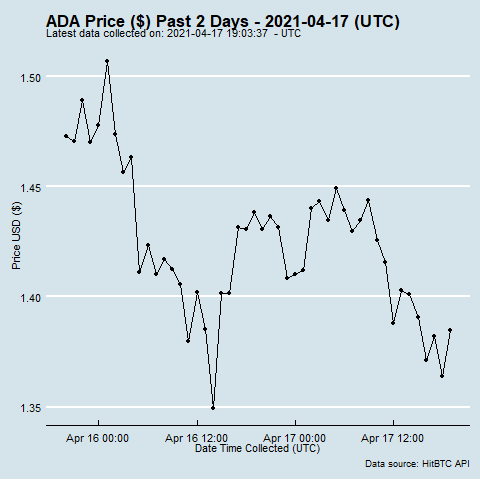 ADA Price ($) Past 2 Days - 2021-04-17 (UTC)
Latest data collected on: 2021-04-17 19:03:37  - UTC
1.50
1.45
1.40
1.35
Price USD ($)
Apr 16 00:00
Apr 16 12:00
Apr 17 00:00
Apr 17 12:00
Date Time Collected (UTC)
Data source: HitBTC API